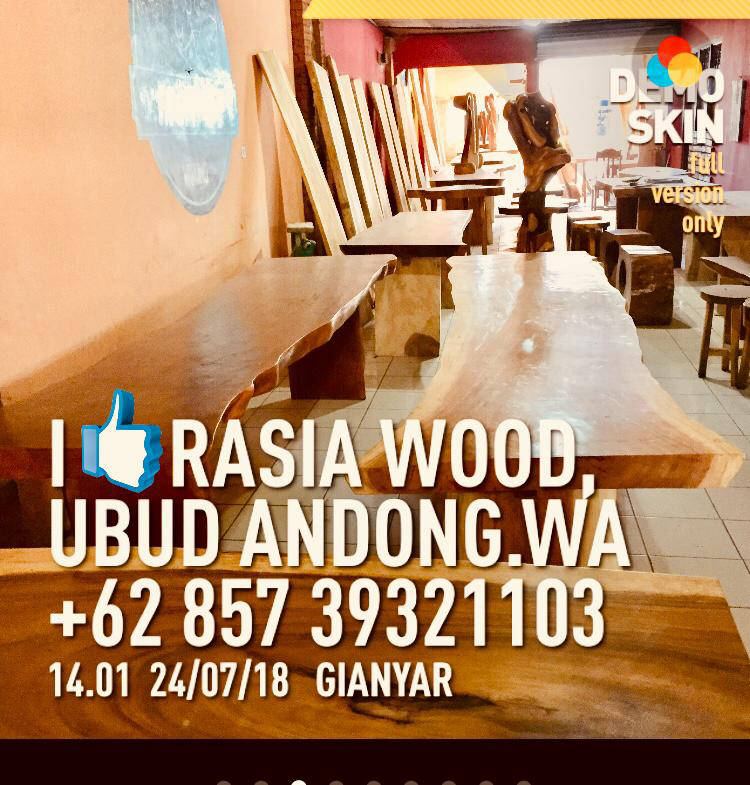 DEMO
SKIN
full
version
only
I 👍 RASIA WOOD,
UBUD ANDONG.WA
+62 857 39321103
14.01 24/07/18 GIANYAR